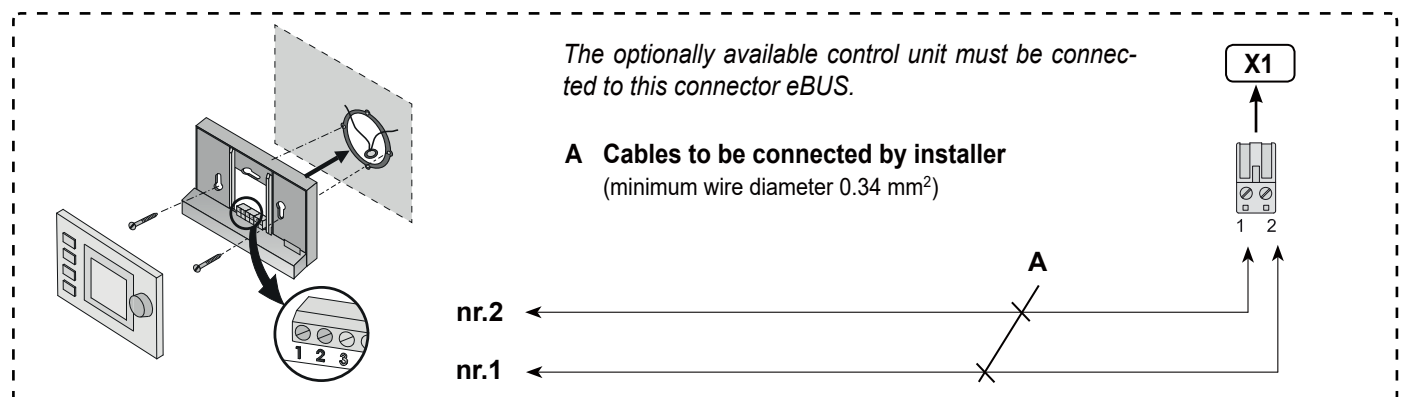 The optionally available control unit must be connec-
ted to this connector eBUS.
X1
A Cables to be connected by installer
(minimum wire diameter 0.34 mm²)
1 2
A
nr.2
1 2 3
nr.1